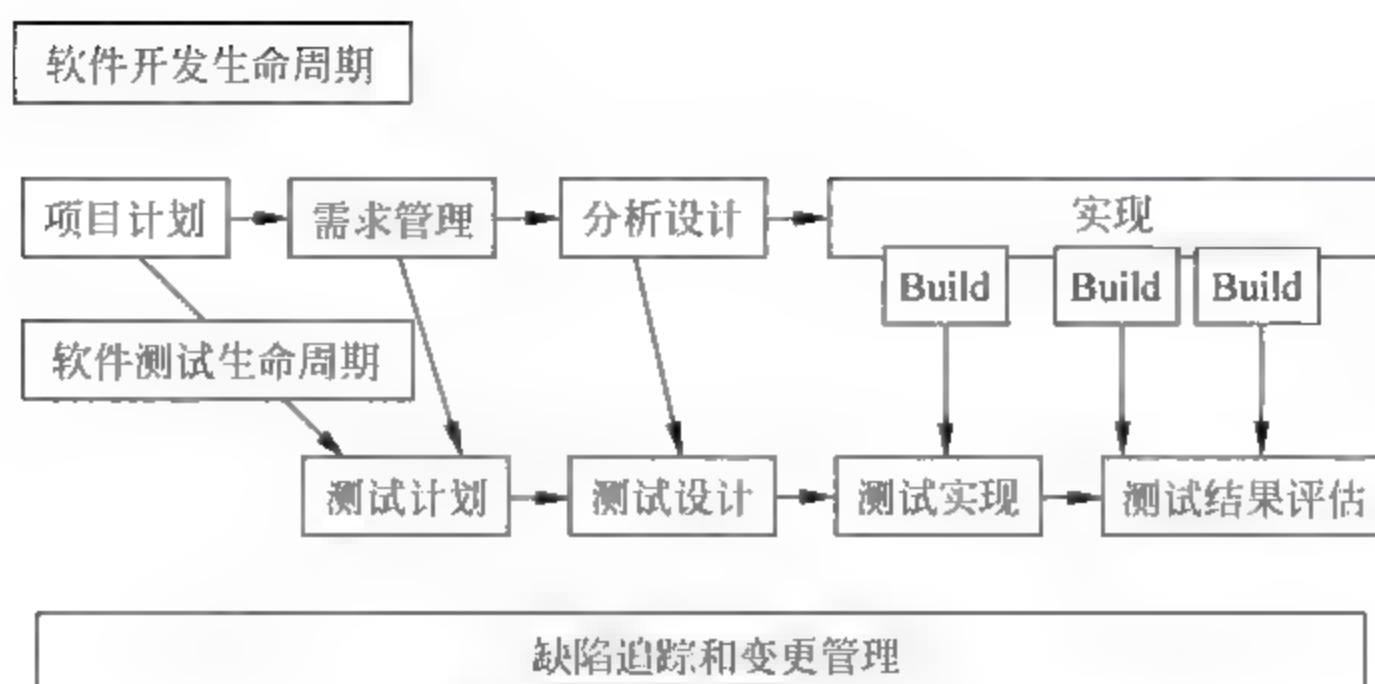 软件开发生命周期
项目计划
需求管理
分析设计
实现
Build
Build
Build
软件测试生命周期
测试计划
测试设计
测试实现
测试结果评估
缺陷追踪和变更管理